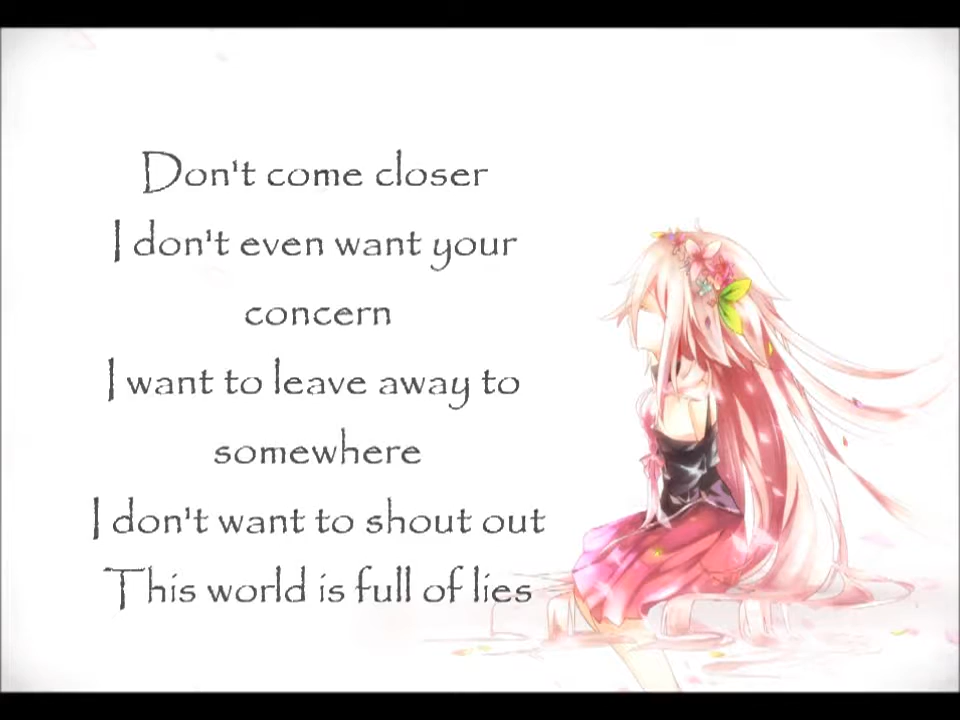 Don't come closer
I don't even want your
concern
I want to leave away to
somewhere
I don't want to shout out
This world is full of lies